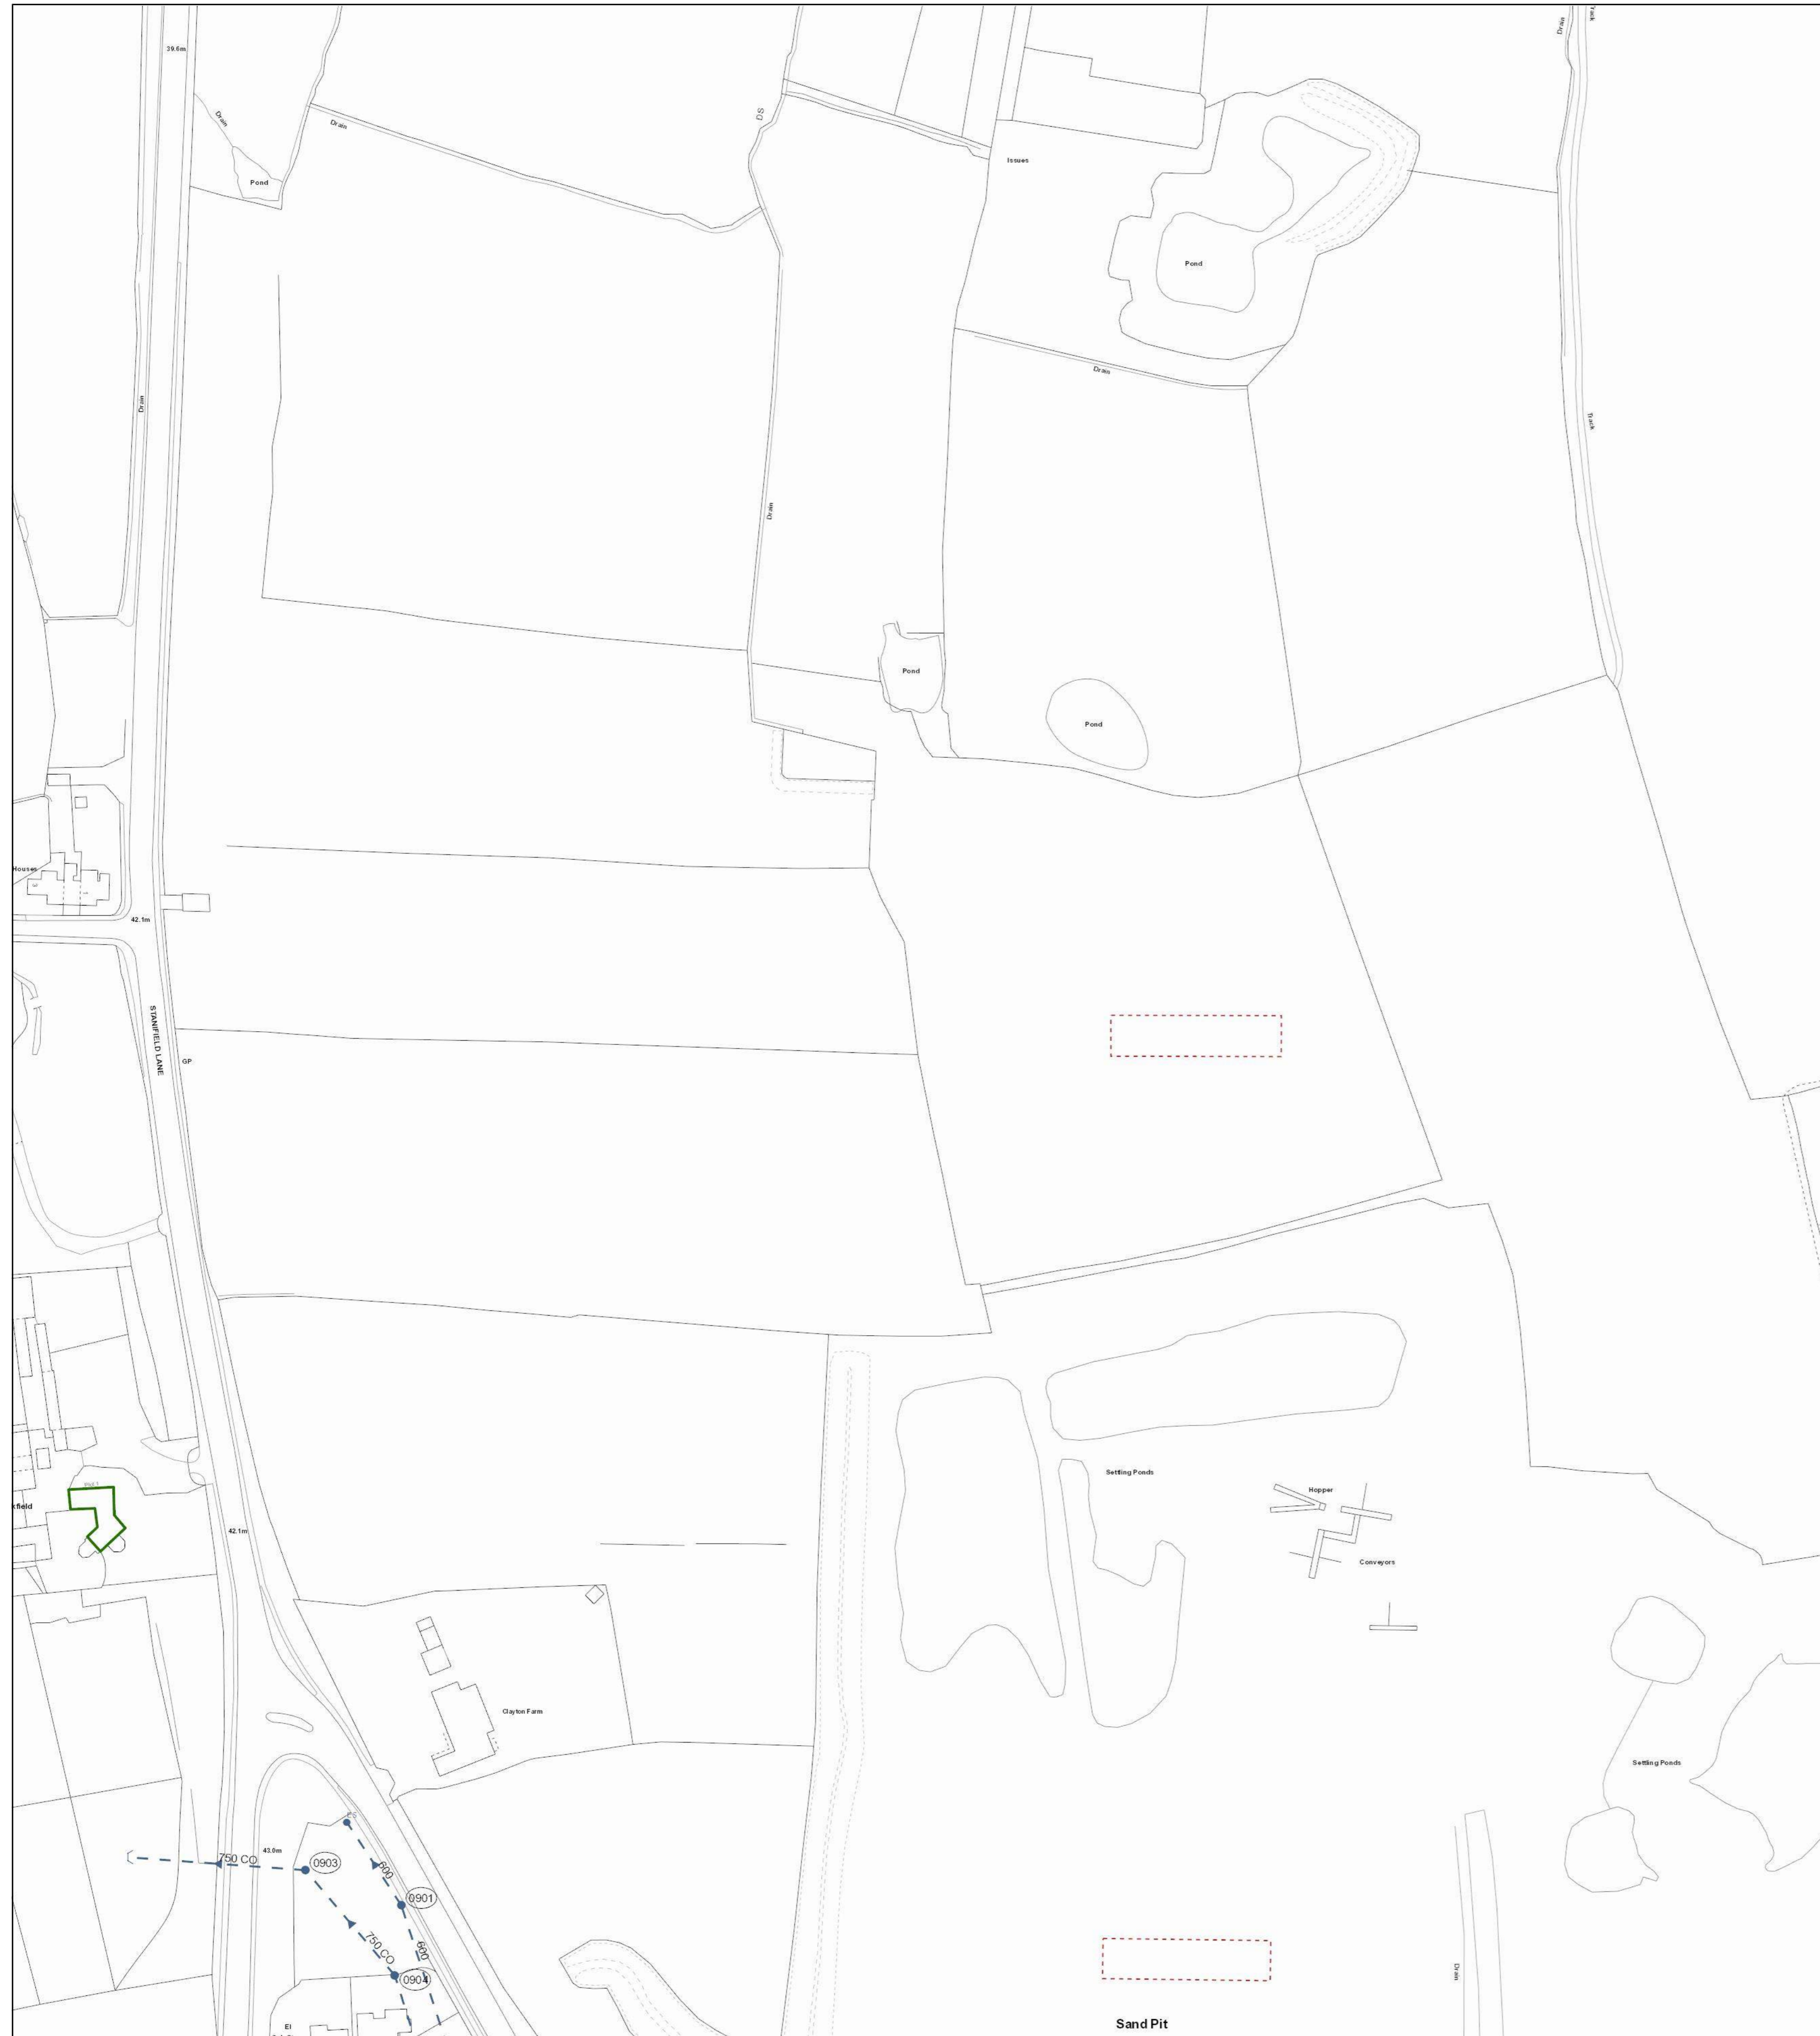 39.6m
Drain
Track
Drain
Drain
DS
Pond
Issues
Pond
Drain
Drain
Track
Drain
Pond
Pond
Houses
42.1m
STANIFIELD LANE
GP
Settling Ponds
Hopper
kfield
42.1m
Conveyors
Clayton Farm
Settling Ponds
43.0m
750 CO
0903
600
0901
750 CO
600
0904
Drain
El
Sand Pit